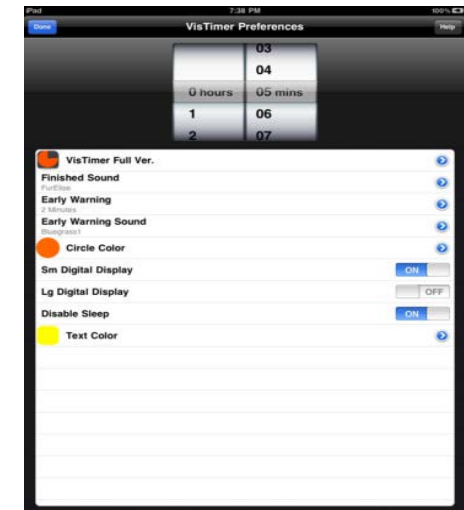 iPad 7:38 PM 100%
Done VisTimer Preferences Help
03
04
0 hours 05 mins
1 06
2 07
VisTimer Full Ver.
Finished Sound
FurElise
Early Warning
2 Minutes
Early Warning Sound
Bluegrass1
Circle Color
Sm Digital Display ON
Lg Digital Display OFF
Disable Sleep ON
Text Color